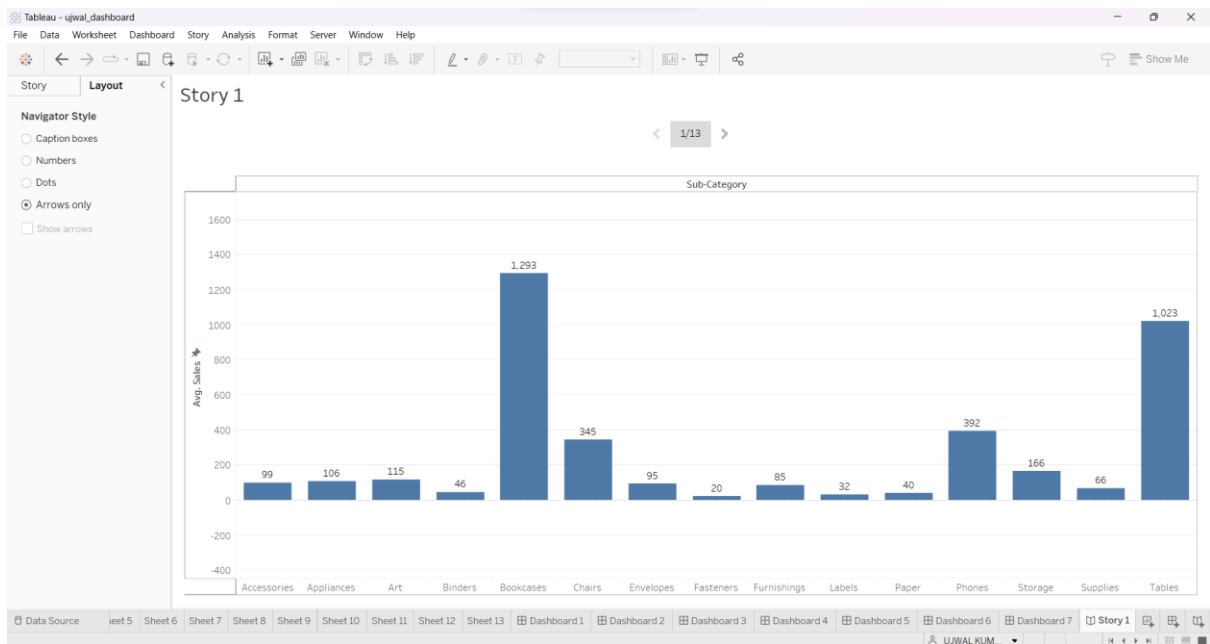 Tableau - ujwal_dashboard
File Data Worksheet Dashboard Story Analysis Format Server Window Help
Show Me
Story Layout
Story 1
Navigator Style
Caption boxes
Numbers
Dots
Arrows only
Show arrows
1/13
Sub-Category
Avg. Sales
1600
1400
1200
1000
800
600
400
200
0
-200
-400
99 106 115 46 1,293 345 95 20 85 32 40 392 166 66 1,023
Accessories Appliances Art Binders Bookcases Chairs Envelopes Fasteners Furnishings Labels Paper Phones Storage Supplies Tables
Data Source eet 5 Sheet 6 Sheet 7 Sheet 8 Sheet 9 Sheet 10 Sheet 11 Sheet 12 Sheet 13 Dashboard 1 Dashboard 2 Dashboard 3 Dashboard 4 Dashboard 5 Dashboard 6 Dashboard 7 Story 1
UJWAL KUM...